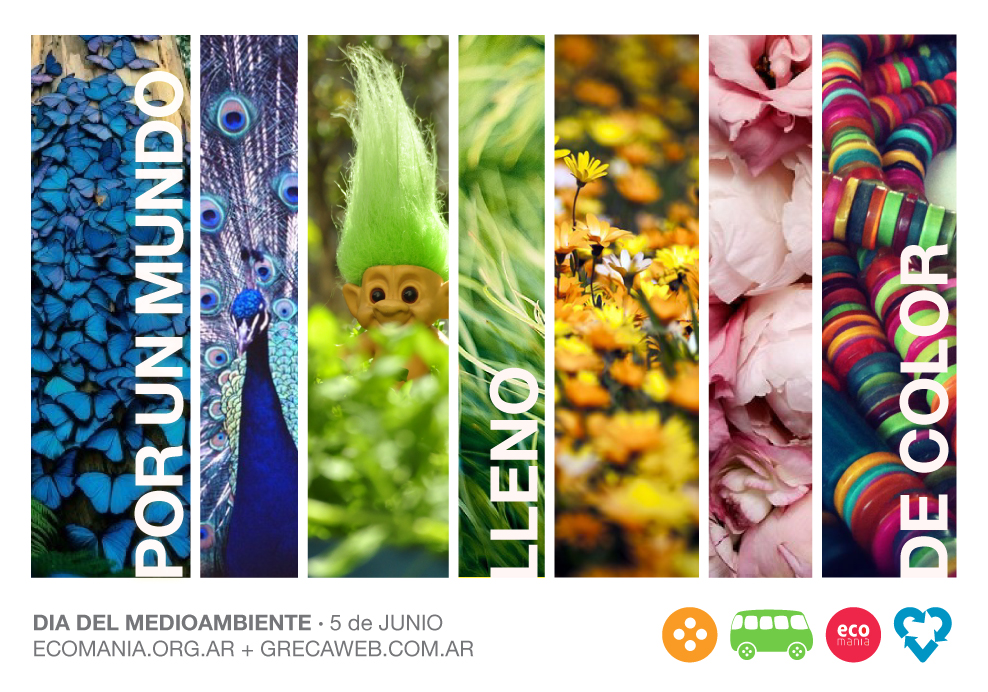 POR UN MUNDO
LLENO
DE COLOR
DIA DEL MEDIOAMBIENTE · 5 de JUNIO
ECOMANIA.ORG.AR + GRECAWEB.COM.AR
eco
mania